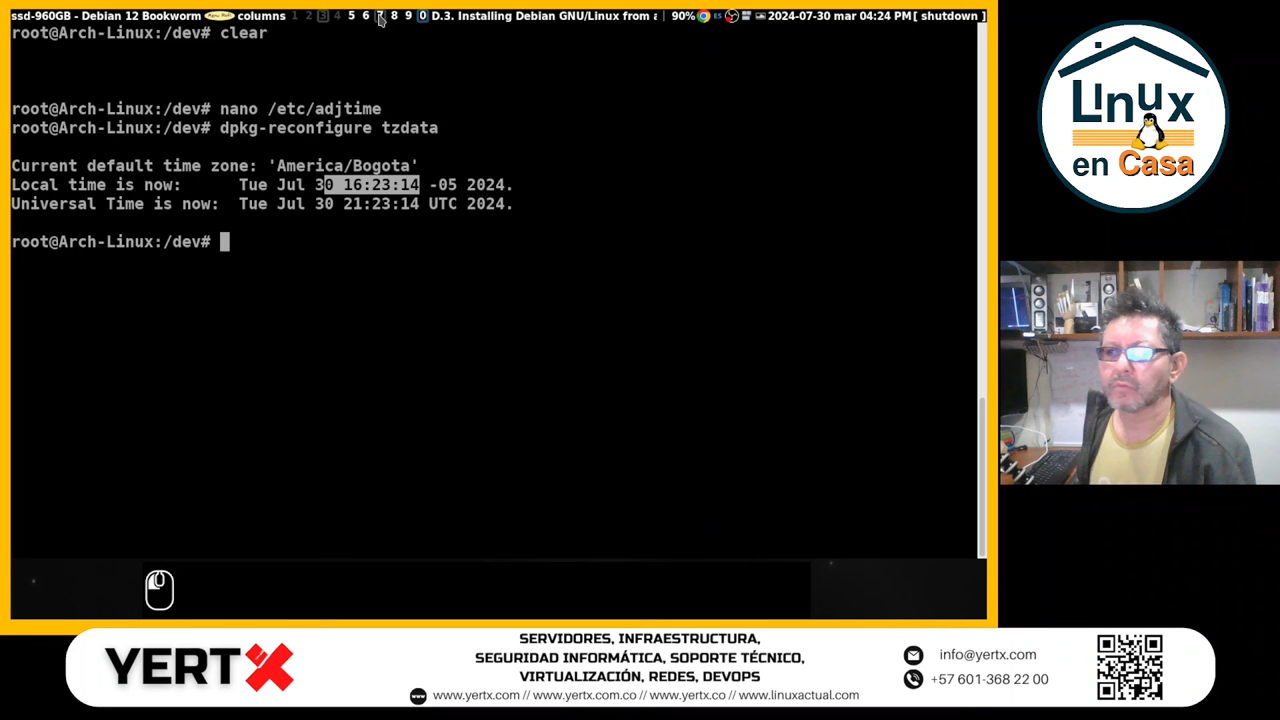 ssd-960GB - Debian 12 Bookworm columns 1 2 3 4 5 6 7 8 9 0 D.3. Installing Debian GNU/Linux from a | 90% ES 2024-07-30 mar 04:24 PM[ shutdown ]
root@Arch-Linux:/dev# clear
root@Arch-Linux:/dev# nano /etc/adjtime
root@Arch-Linux:/dev# dpkg-reconfigure tzdata
Current default time zone: 'America/Bogota'
Local time is now:      Tue Jul 30 16:23:14 -05 2024.
Universal Time is now:  Tue Jul 30 21:23:14 UTC 2024.
root@Arch-Linux:/dev#
Linux
en Casa
YERTX
SERVIDORES, INFRAESTRUCTURA,
SEGURIDAD INFORMÁTICA, SOPORTE TÉCNICO,
VIRTUALIZACIÓN, REDES, DEVOPS
www.yertx.com // www.yertx.com.co // www.yertx.co // www.linuxactual.com
info@yertx.com
+57 601-368 22 00